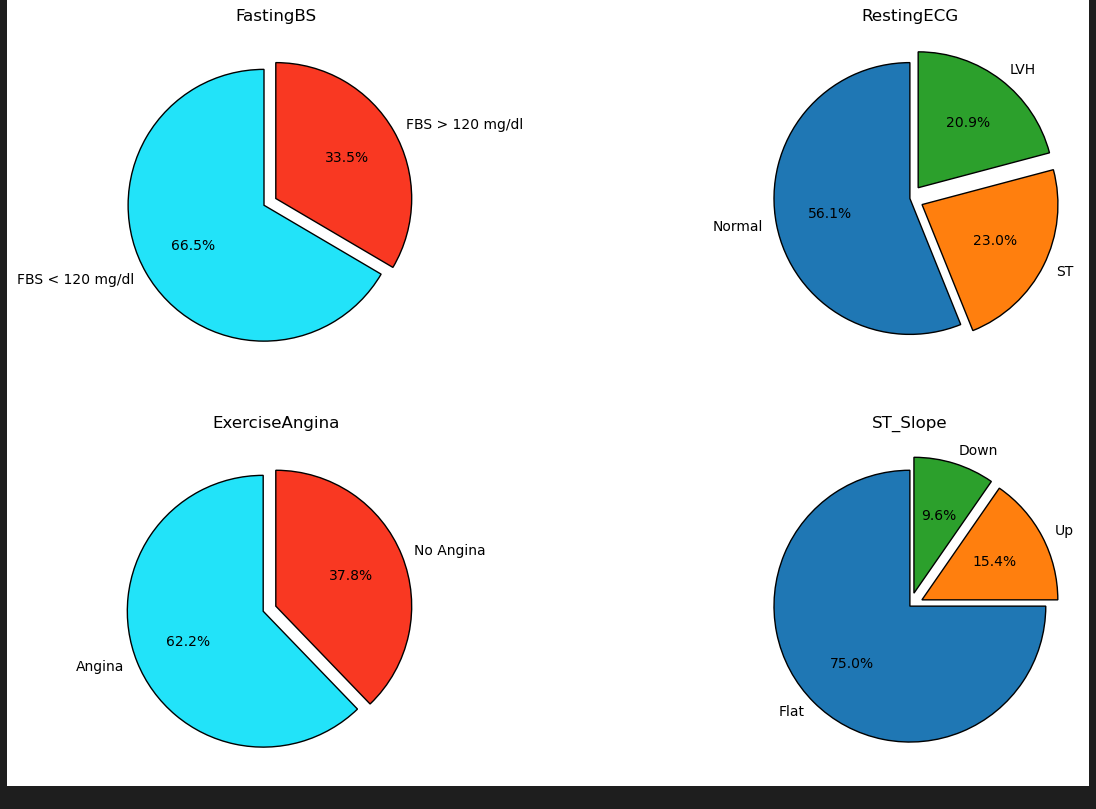 FastingBS
FBS > 120 mg/dl
33.5%
66.5%
FBS < 120 mg/dl
RestingECG
LVH
20.9%
56.1%
Normal
23.0%
ST
ExerciseAngina
No Angina
37.8%
62.2%
Angina
ST_Slope
Down
9.6%
Up
15.4%
75.0%
Flat